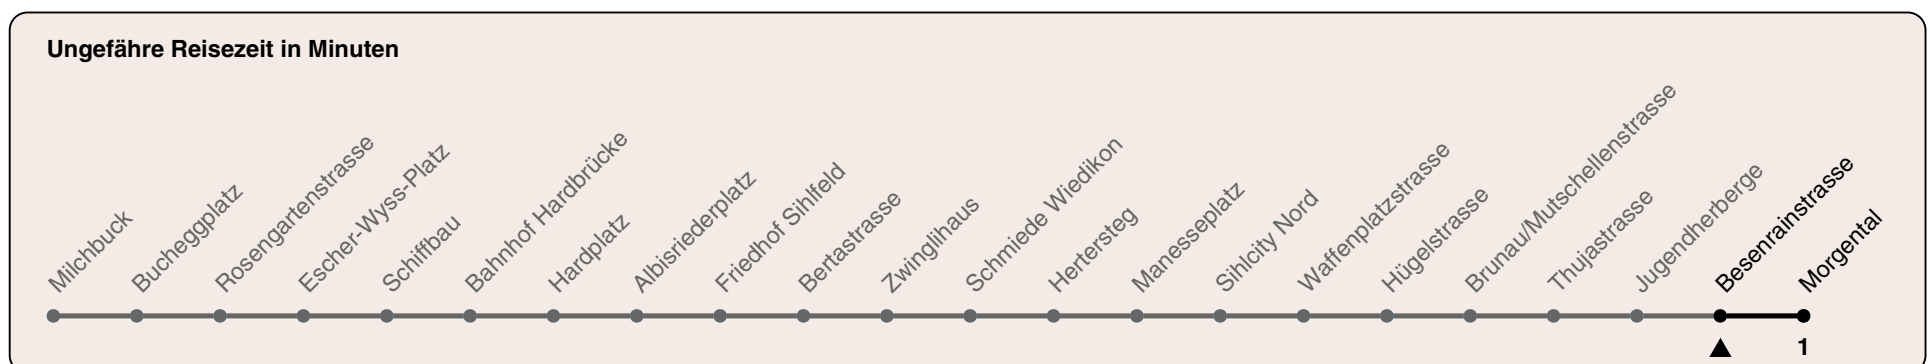 Ungefähre Reisezeit in Minuten
Milchbuck
Bucheggplatz
Rosengartenstrasse
Escher-Wyss-Platz
Schiffbau
Bahnhof Hardbrücke
Hardplatz
Albisriederplatz
Friedhof Sihlfeld
Bertastrasse
Zwinglihaus
Schmiede Wiedikon
Hertersteg
Manesseplatz
Sihlcity Nord
Waffenplatzstrasse
Hügelstrasse
Brunau/Mutschellenstrasse
Thujastrasse
Jugendherberge
Besenrainstrasse
Morgental
1